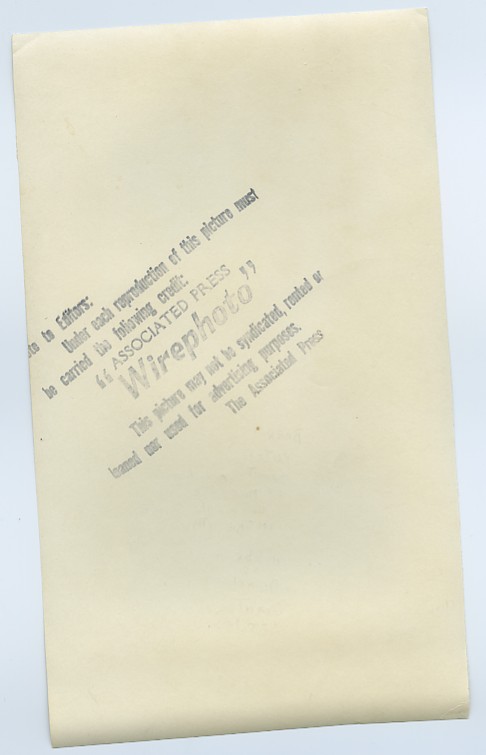 te to Editors:
Under each reproduction of this picture must
be carried the following credit:
“ASSOCIATED PRESS
Wirephoto”
This picture may not be syndicated, rented or
loaned nor used for advertising purposes.
The Associated Press